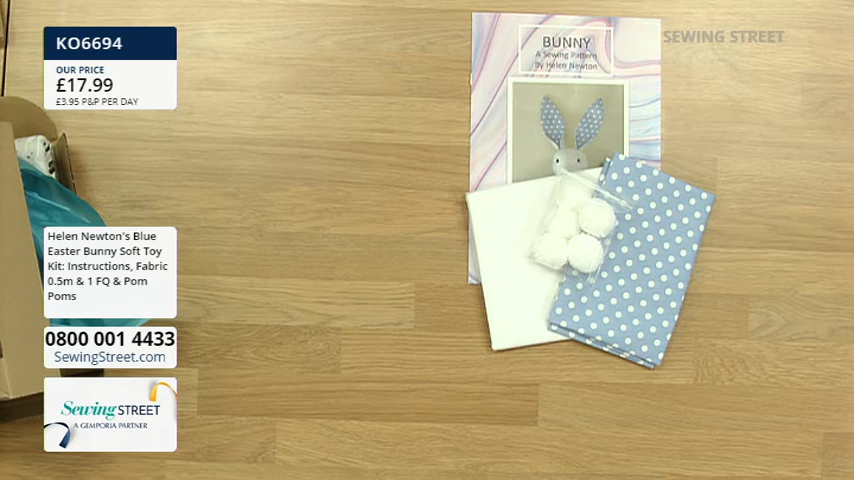 KO6694
OUR PRICE
£17.99
£3.95 P&P PER DAY
Helen Newton's Blue
Easter Bunny Soft Toy
Kit: Instructions, Fabric
0.5m & 1 FQ & Pom
Poms
0800 001 4433
SewingStreet.com
Sewing STREET
A GEMPORIA PARTNER
BUNNY
A Sewing Pattern
By Helen Newton
SEWING STREET